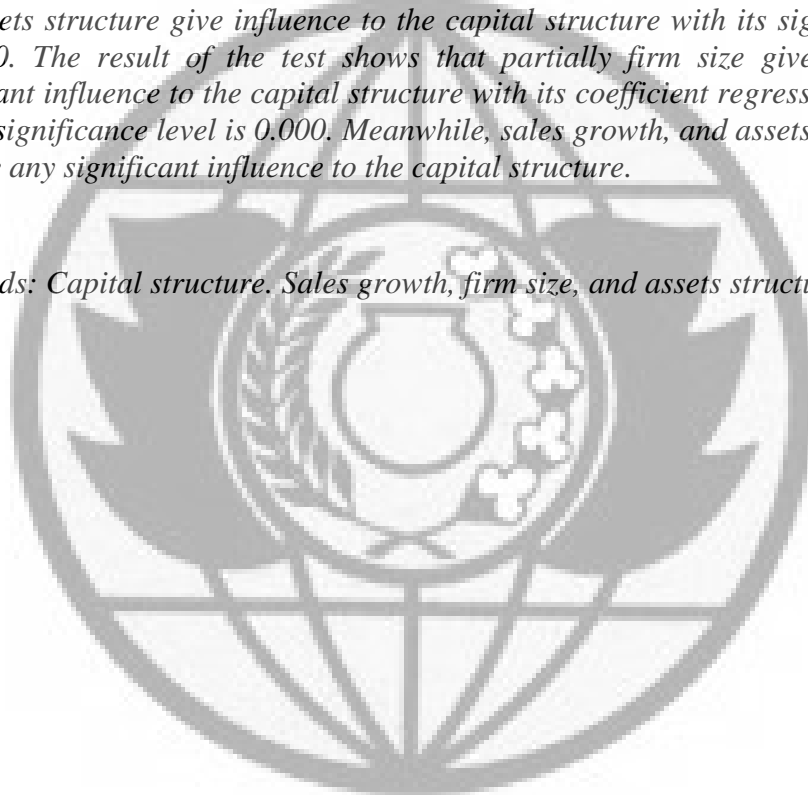 ets structure give influence to the capital structure with its sig
0. The result of the test shows that partially firm size give
ant influence to the capital structure with its coefficient regress
significance level is 0.000. Meanwhile, sales growth, and assets
any significant influence to the capital structure.
ds: Capital structure. Sales growth, firm size, and assets structu